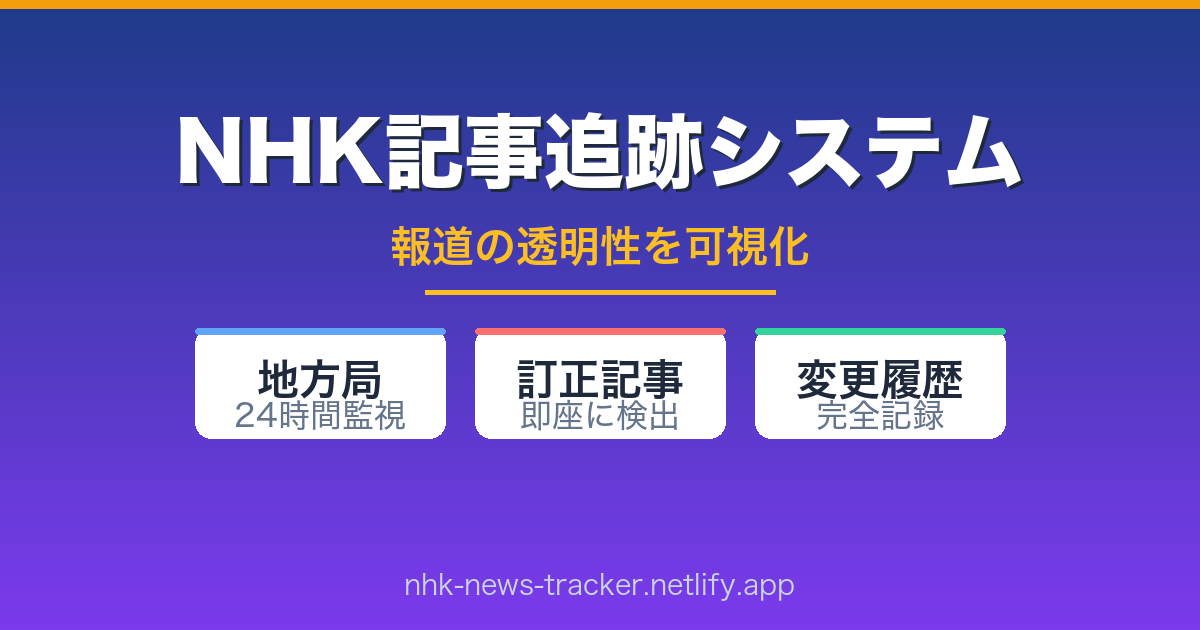 NHK記事追跡システム
報道の透明性を可視化
地方局
24時間監視
訂正記事
即座に検出
変更履歴
完全記録
nhk-news-tracker.netlify.app